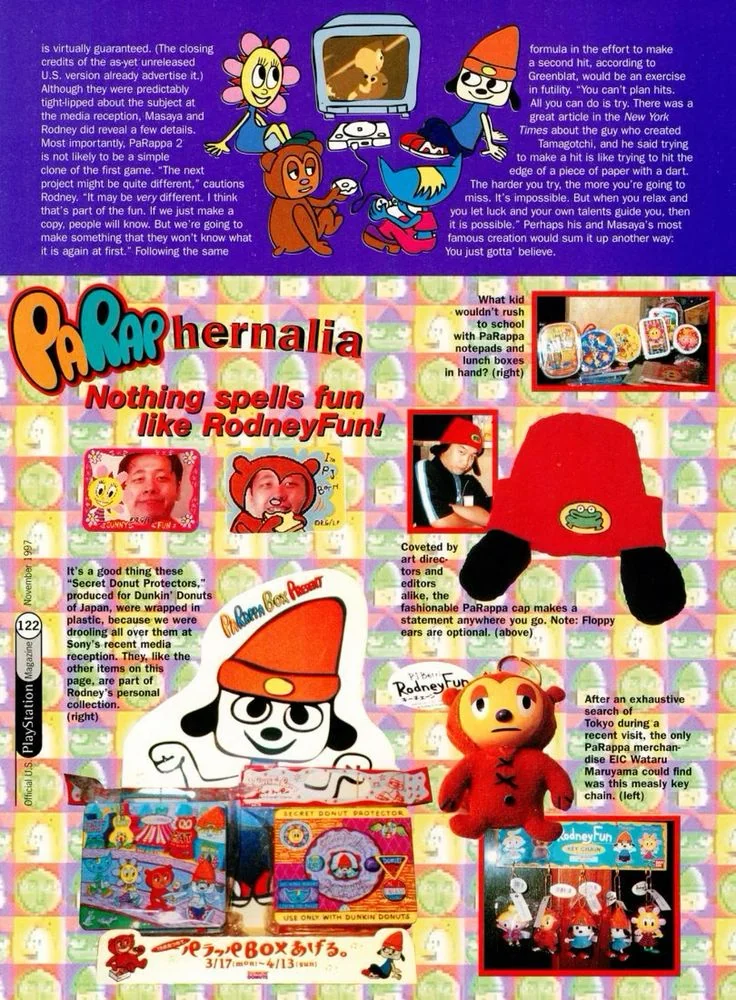 is virtually guaranteed. (The closing
credits of the as-yet unreleased
U.S. version already advertise it.)
Although they were predictably
tight-lipped about the subject at
the media reception, Masaya and
Rodney did reveal a few details.
Most importantly, PaRappa 2
is not likely to be a simple
clone of the first game. “The next
project might be quite different,” cautions
Rodney. “It may be very different. I think
that’s part of the fun. If we just make a
copy, people will know. But we’re going to
make something that they won’t know what
it is again at first.” Following the same
formula in the effort to make
a second hit, according to
Greenblat, would be an exercise
in futility. “You can’t plan hits.
All you can do is try. There was a
great article in the New York
Times about the guy who created
Tamagotchi, and he said trying
to make a hit is like trying to hit the
edge of a piece of paper with a dart.
The harder you try, the more you’re going to
miss. It’s impossible. But when you relax and
you let luck and your own talents guide you, then
it is possible.” Perhaps his and Masaya’s most
famous creation would sum it up another way:
You just gotta’ believe.
PaRaphernalia
Nothing spells fun
like RodneyFun!
What kid
wouldn’t rush
to school
with PaRappa
notepads and
lunch boxes
in hand? (right)
SUNNY'S FUN
I'm
PJ
Coveted by
art direc-
tors and
editors
alike, the
fashionable PaRappa cap makes a
statement anywhere you go. Note: Floppy
ears are optional. (above)
It’s a good thing these
“Secret Donut Protectors,”
produced for Dunkin’ Donuts
of Japan, were wrapped in
plastic, because we were
drooling all over them at
Sony’s recent media
reception. They, like the
other items on this
page, are part of
Rodney’s personal
collection.
(right)
PaRappa Box Present
RodneyFun
After an exhaustive
search of
Tokyo during a
recent visit, the only
PaRappa merchan-
dise EIC Wataru
Maruyama could find
was this measly key
chain. (left)
SECRET DONUT PROTECTOR
USE ONLY WITH DUNKIN DONUTS
パラッパBOXあげる。
3/17(mon)~4/13(sun)
DUNKIN'
DONUTS
RodneyFun
KEY CHAIN
Official U.S. PlayStation Magazine 122 November 1997